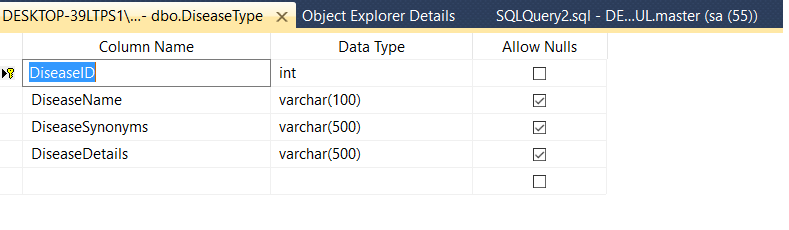 DESKTOP-39LTPS1\...- dbo.DiseaseType Object Explorer Details SQLQuery2.sql - DE...UL.master (sa (55))
Column Name Data Type Allow Nulls
DiseaseID int
DiseaseName varchar(100)
DiseaseSynonyms varchar(500)
DiseaseDetails varchar(500)